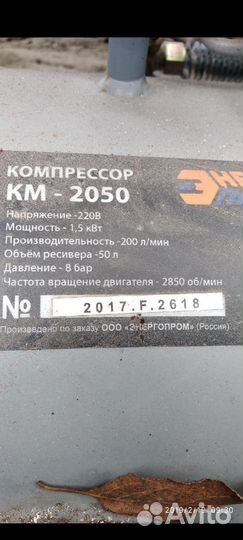 КОМПРЕССОР
КМ - 2050
Напряжение -220В
Мощность - 1,5 кВт
Производительность -200 л/мин
Объём ресивера -50 л
Давление - 8 бар
Частота вращения двигателя - 2850 об/мин
№ 2017.F.2618
Произведено по заказу ООО «ЭНЕРГОПРОМ» (Россия)
Avito